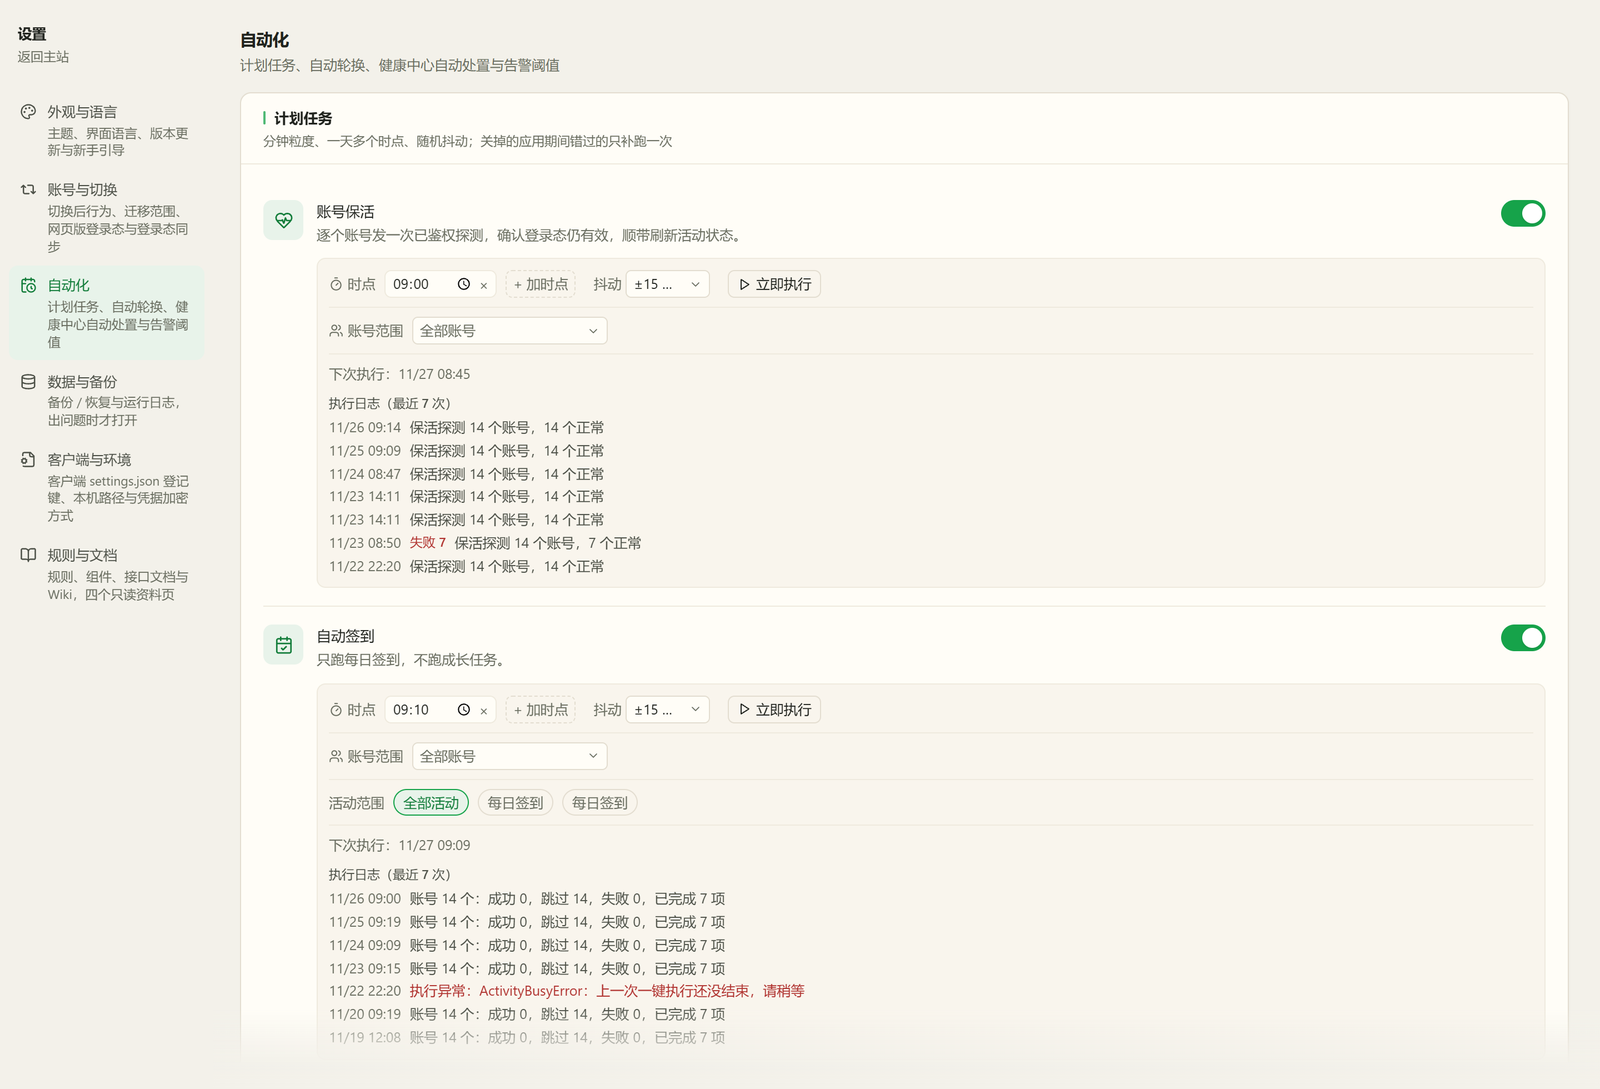 设置
返回主站
外观与语言
主题、界面语言、版本更
新与新手引导
账号与切换
切换后行为、迁移范围、
网页版登录态与登录态同
步
自动化
计划任务、自动轮换、健
康中心自动处置与告警阈
值
数据与备份
备份 / 恢复与运行日志，
出问题时才打开
客户端与环境
客户端 settings.json 登记
键、本机路径与凭据加密
方式
规则与文档
规则、组件、接口文档与
Wiki，四个只读资料页
自动化
计划任务、自动轮换、健康中心自动处置与告警阈值
计划任务
分钟粒度、一天多个时点、随机抖动；关掉的应用期间错过的只补跑一次
账号保活
逐个账号发一次已鉴权探测，确认登录态仍有效，顺带刷新活动状态。
时点 09:00 × + 加时点 抖动 ±15 ... 立即执行
账号范围 全部账号
下次执行：11/27 08:45
执行日志（最近 7 次）
11/26 09:14 保活探测 14 个账号，14 个正常
11/25 09:09 保活探测 14 个账号，14 个正常
11/24 08:47 保活探测 14 个账号，14 个正常
11/23 14:11 保活探测 14 个账号，14 个正常
11/23 14:11 保活探测 14 个账号，14 个正常
11/23 08:50 失败 7 保活探测 14 个账号，7 个正常
11/22 22:20 保活探测 14 个账号，14 个正常
自动签到
只跑每日签到，不跑成长任务。
时点 09:10 × + 加时点 抖动 ±15 ... 立即执行
账号范围 全部账号
活动范围 全部活动 每日签到 每日签到
下次执行：11/27 09:09
执行日志（最近 7 次）
11/26 09:00 账号 14 个：成功 0，跳过 14，失败 0，已完成 7 项
11/25 09:19 账号 14 个：成功 0，跳过 14，失败 0，已完成 7 项
11/24 09:09 账号 14 个：成功 0，跳过 14，失败 0，已完成 7 项
11/23 09:15 账号 14 个：成功 0，跳过 14，失败 0，已完成 7 项
11/22 22:20 执行异常：ActivityBusyError：上一次一键执行还没结束，请稍等
11/20 09:19 账号 14 个：成功 0，跳过 14，失败 0，已完成 7 项
11/19 12:08 账号 14 个：成功 0，跳过 14，失败 0，已完成 7 项